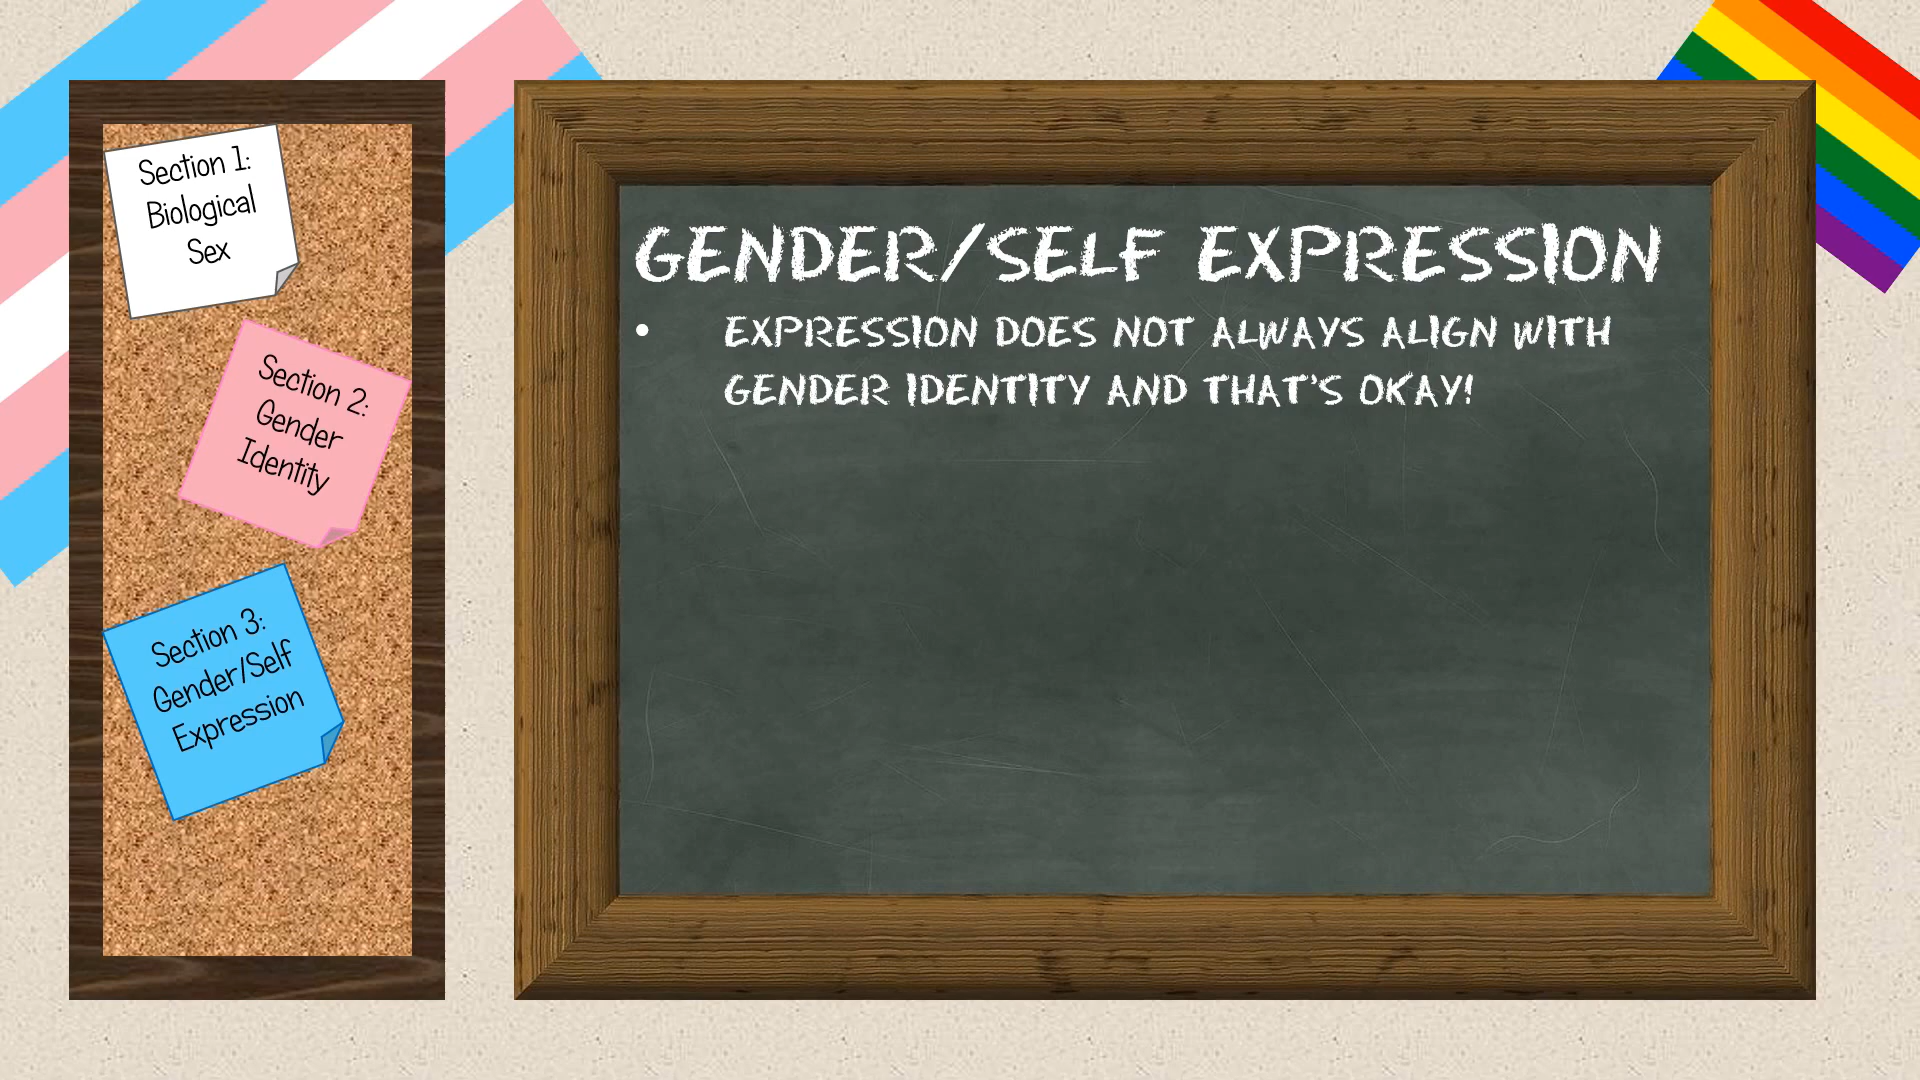 Section 1:
Biological
Sex
Section 2:
Gender
Identity
Section 3:
Gender/Self
Expression
GENDER/SELF EXPRESSION
• EXPRESSION DOES NOT ALWAYS ALIGN WITH
GENDER IDENTITY AND THAT'S OKAY!